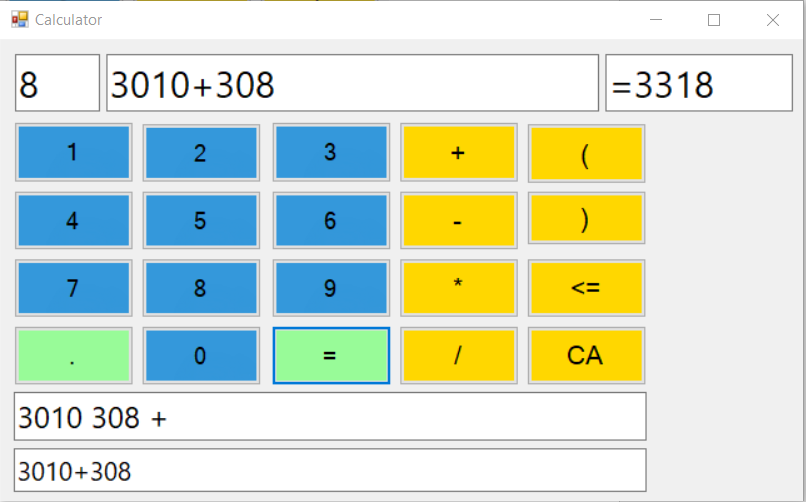 Calculator
8 3010+308 =3318
1 2 3 + (
4 5 6 - )
7 8 9 * <=
. 0 = / CA
3010 308 +
3010+308